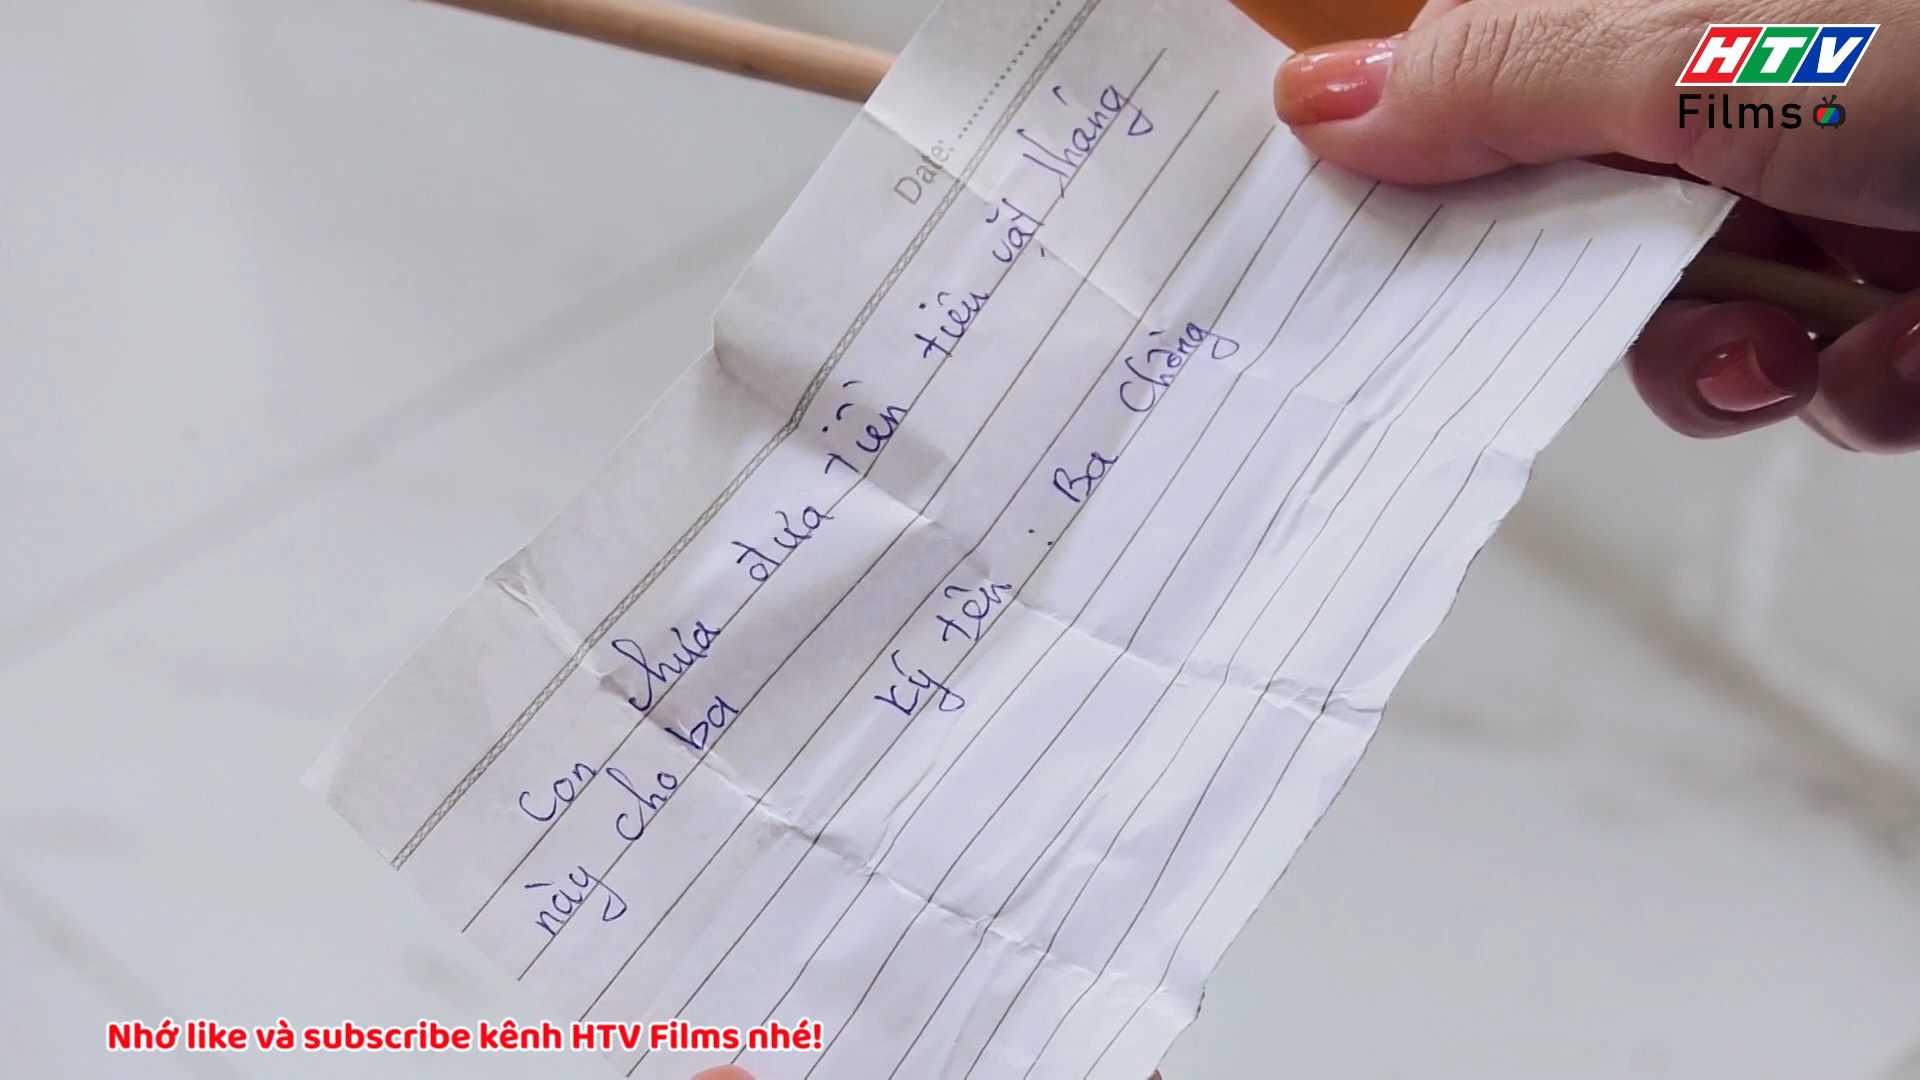 HTV
Films
Date:
Con chưa đưa tiền tiêu vặt tháng
này cho ba
Ký tên : Ba Chồng
Nhớ like và subscribe kênh HTV Films nhé!